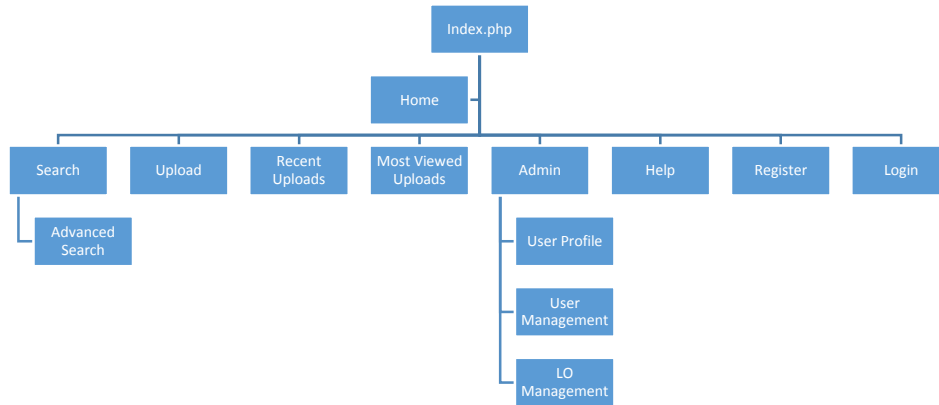 Index.php
Home
Search
Upload
Recent
Uploads
Most Viewed
Uploads
Admin
Help
Register
Login
Advanced
Search
User Profile
User
Management
LO
Management